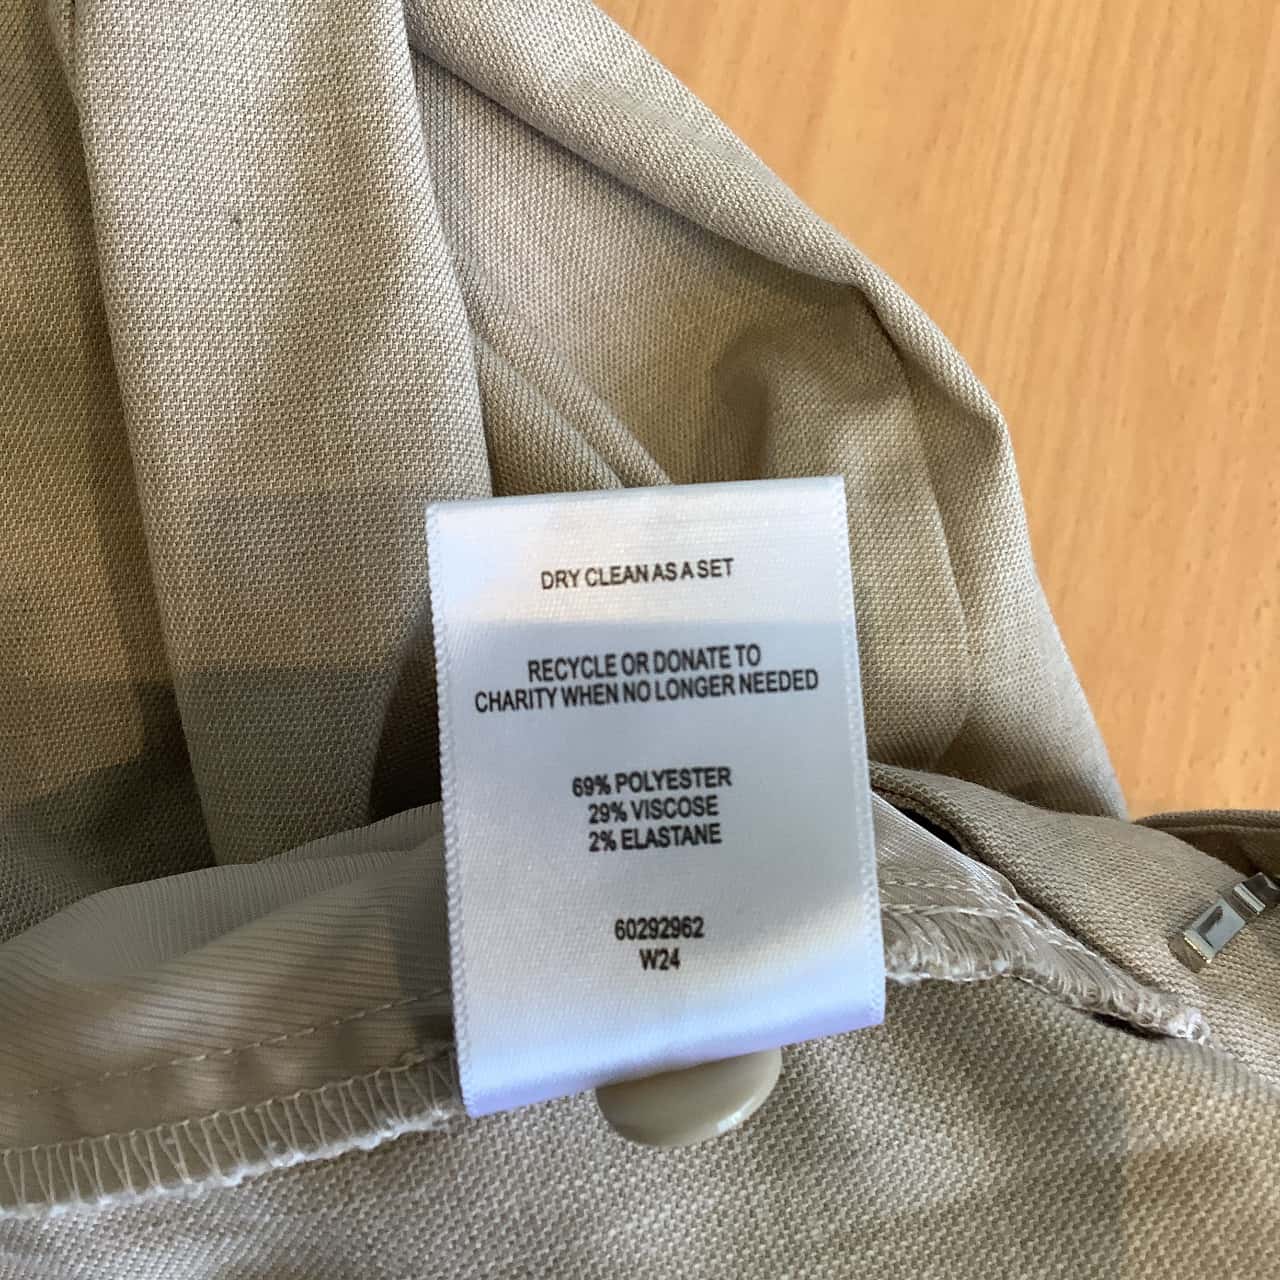 DRY CLEAN AS A SET
RECYCLE OR DONATE TO
CHARITY WHEN NO LONGER NEEDED
69% POLYESTER
29% VISCOSE
2% ELASTANE
60292962
W24